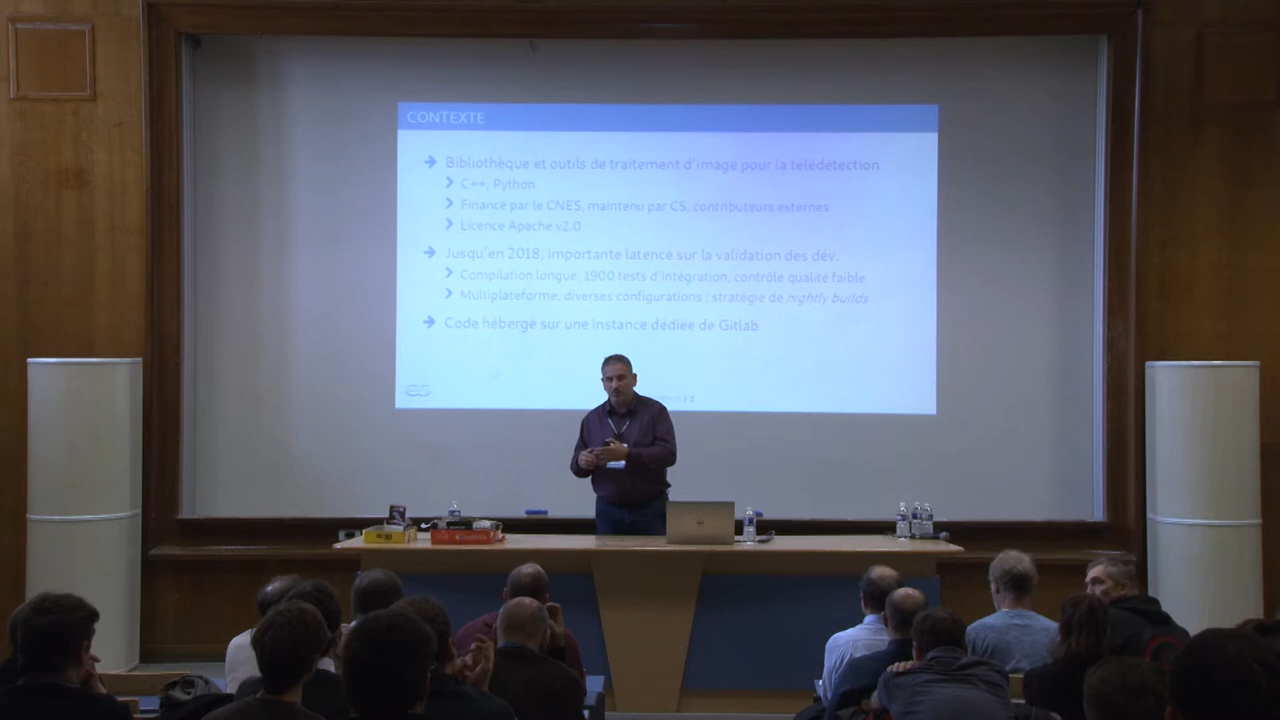 CONTEXTE
Bibliothèque et outils de traitement d'image pour la télédétection
C++, Python
Financé par le CNES, maintenu par CS, contributeurs externes
Licence Apache v2.0
Jusqu'en 2018, importante latence sur la validation des dév.
Compilation longue, 1900 tests d'intégration, contrôle qualité faible
Multiplateforme, diverses configurations : stratégie de nightly builds
Code hébergé sur une instance dédiée de Gitlab
CS